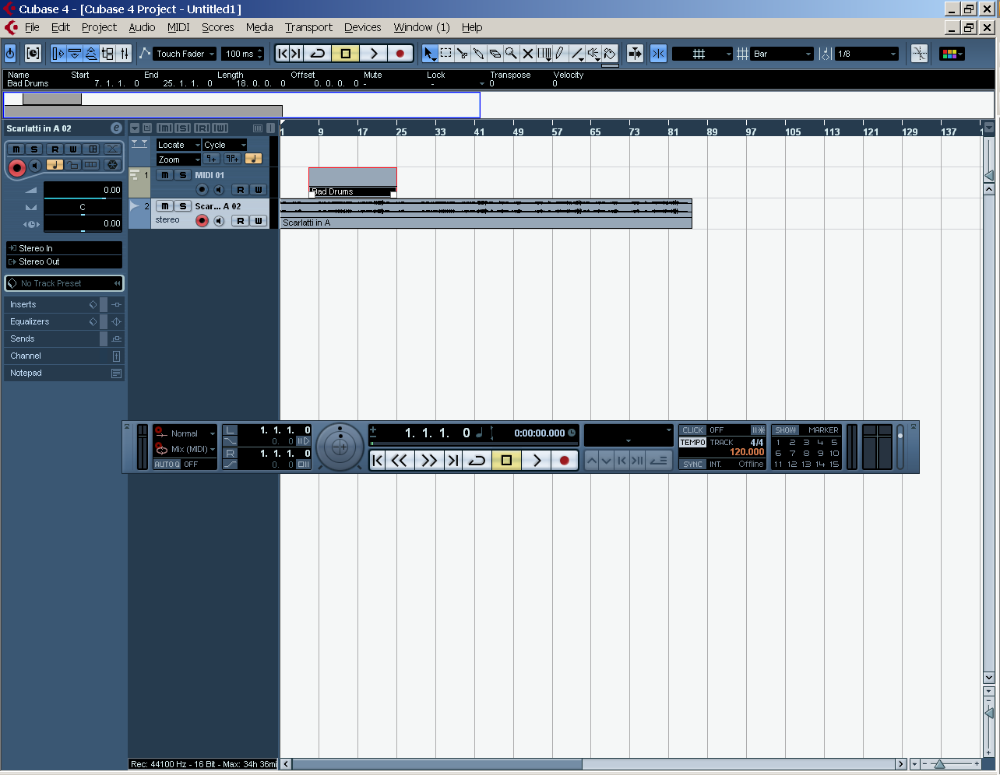 Cubase 4 - [Cubase 4 Project - Untitled1]
File Edit Project Audio MIDI Scores Media Transport Devices Window (1) Help
Touch Fader 100 ms Bar 1/8
Name Start End Length Offset Mute Lock Transpose Velocity
Bad Drums 7. 1. 1. 0 25. 1. 1. 0 18. 0. 0. 0 0. 0. 0. 0 - - 0 0
Scarlatti in A 02 e
1 9 17 25 33 41 49 57 65 73 81 89 97 105 113 121 129 137
M S R W
Locate Cycle
Zoom
1 M S MIDI 01
R W
Bad Drums
0.00
C
0.00
2 M S Scar... A 02
stereo R W
Scarlatti in A
Stereo In
Stereo Out
No Track Preset
Inserts
Equalizers
Sends
Channel
Notepad
Normal
Mix (MIDI)
AUTO Q OFF
L 1. 1. 1. 0
0. 0
R 1. 1. 1. 0
0. 0
1. 1. 1. 0 0:00:00.000
CLICK OFF
TEMPO TRACK 4/4
120.000
SYNC INT. Offline
SHOW MARKER
1 2 3 4 5
6 7 8 9 10
11 12 13 14 15
Rec: 44100 Hz - 16 Bit - Max: 34h 36mi